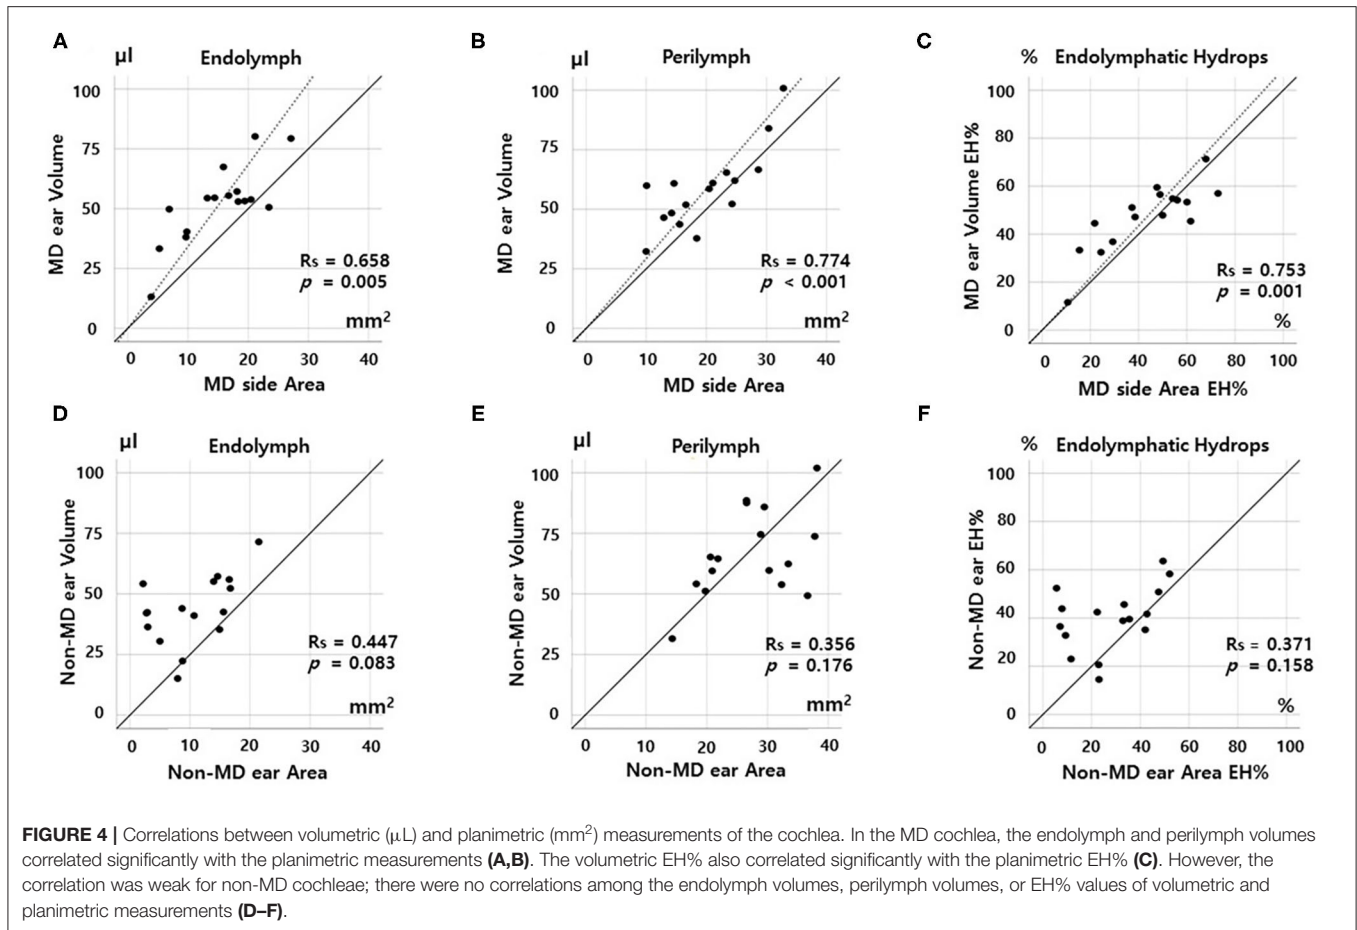 A
µl
Endolymph
100
75
50
25
0
MD ear Volume
Rs = 0.658
p = 0.005
mm²
0 10 20 30 40
MD side Area
B
µl
Perilymph
100
75
50
25
0
MD ear Volume
Rs = 0.774
p < 0.001
mm²
0 10 20 30 40
MD side Area
C
% Endolymphatic Hydrops
100
80
60
40
20
0
MD ear Volume EH%
Rs = 0.753
p = 0.001
%
0 20 40 60 80 100
MD side Area EH%
D
µl
Endolymph
100
75
50
25
0
Non-MD ear Volume
Rs = 0.447
p = 0.083
mm²
0 10 20 30 40
Non-MD ear Area
E
µl
Perilymph
100
75
50
25
0
Non-MD ear Volume
Rs = 0.356
p = 0.176
mm²
0 10 20 30 40
Non-MD ear Area
F
% Endolymphatic Hydrops
100
80
60
40
20
0
Non-MD ear EH%
Rs = 0.371
p = 0.158
%
0 20 40 60 80 100
Non-MD ear Area EH%
FIGURE 4 | Correlations between volumetric (µL) and planimetric (mm²) measurements of the cochlea. In the MD cochlea, the endolymph and perilymph volumes
correlated significantly with the planimetric measurements (A,B). The volumetric EH% also correlated significantly with the planimetric EH% (C). However, the
correlation was weak for non-MD cochleae; there were no correlations among the endolymph volumes, perilymph volumes, or EH% values of volumetric and
planimetric measurements (D–F).